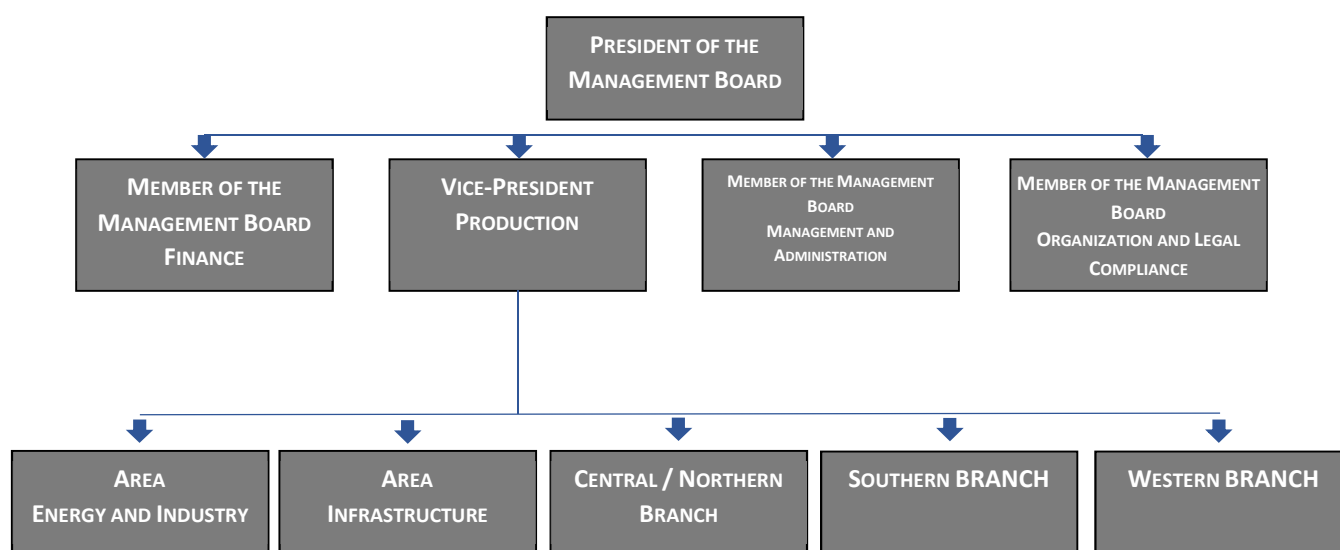 PRESIDENT OF THE
MANAGEMENT BOARD
MEMBER OF THE
MANAGEMENT BOARD
FINANCE
VICE-PRESIDENT
PRODUCTION
MEMBER OF THE MANAGEMENT
BOARD
MANAGEMENT AND
ADMINISTRATION
MEMBER OF THE MANAGEMENT
BOARD
ORGANIZATION AND LEGAL
COMPLIANCE
AREA
ENERGY AND INDUSTRY
AREA
INFRASTRUCTURE
CENTRAL / NORTHERN
BRANCH
SOUTHERN BRANCH
WESTERN BRANCH